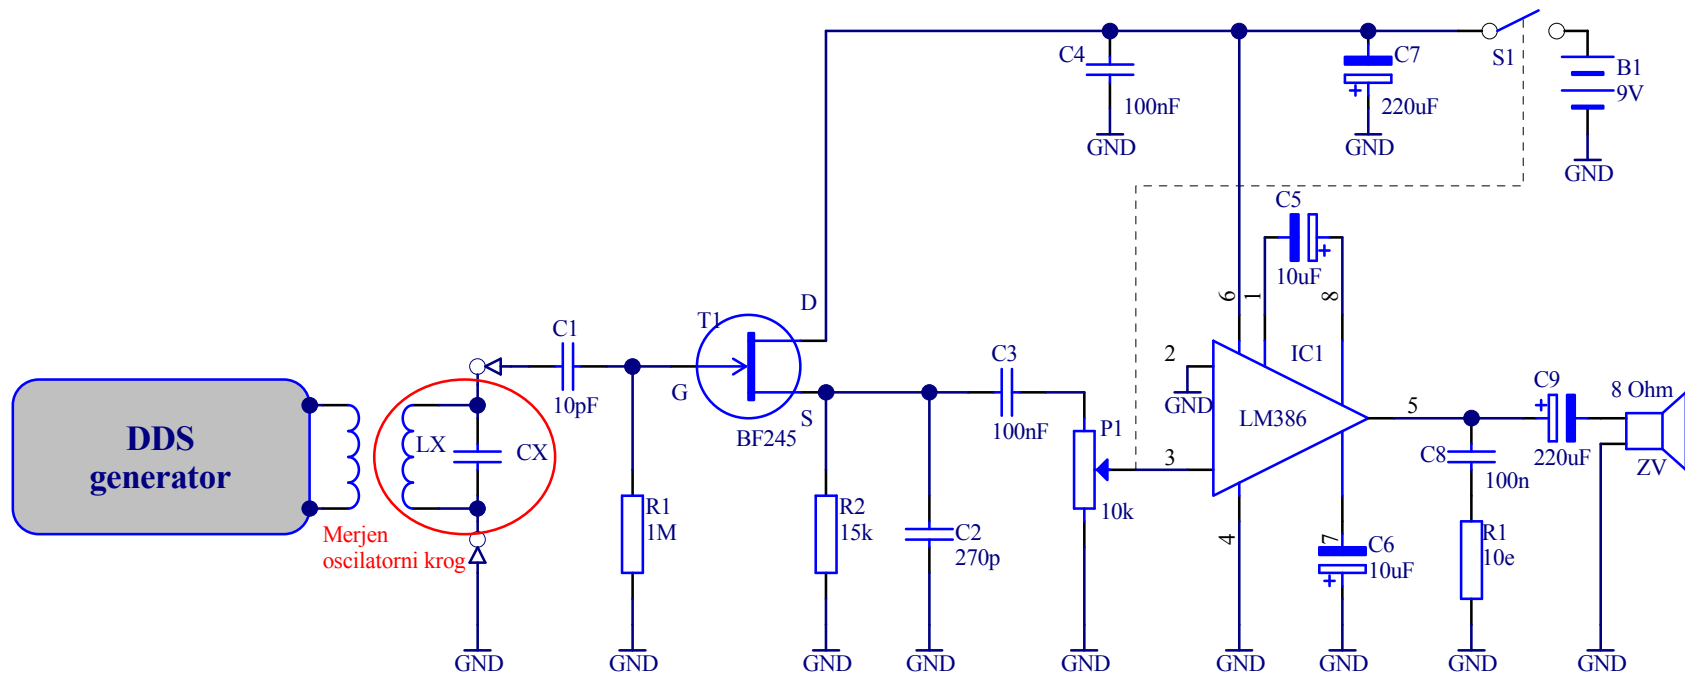 C4
100nF
GND
C7
220uF
GND
S1
B1
9V
GND
C5
10uF
6
1
8
T1
D
G
S
BF245
C1
10pF
C3
100nF
2
GND
IC1
LM386
3
5
4
7
P1
10k
C9
220uF
8 Ohm
ZV
C8
100n
DDS
generator
LX
CX
Merjen
oscilatorni krog
R1
1M
R2
15k
C2
270p
C6
10uF
R1
10e
GND
GND
GND
GND
GND
GND
GND
GND
GND